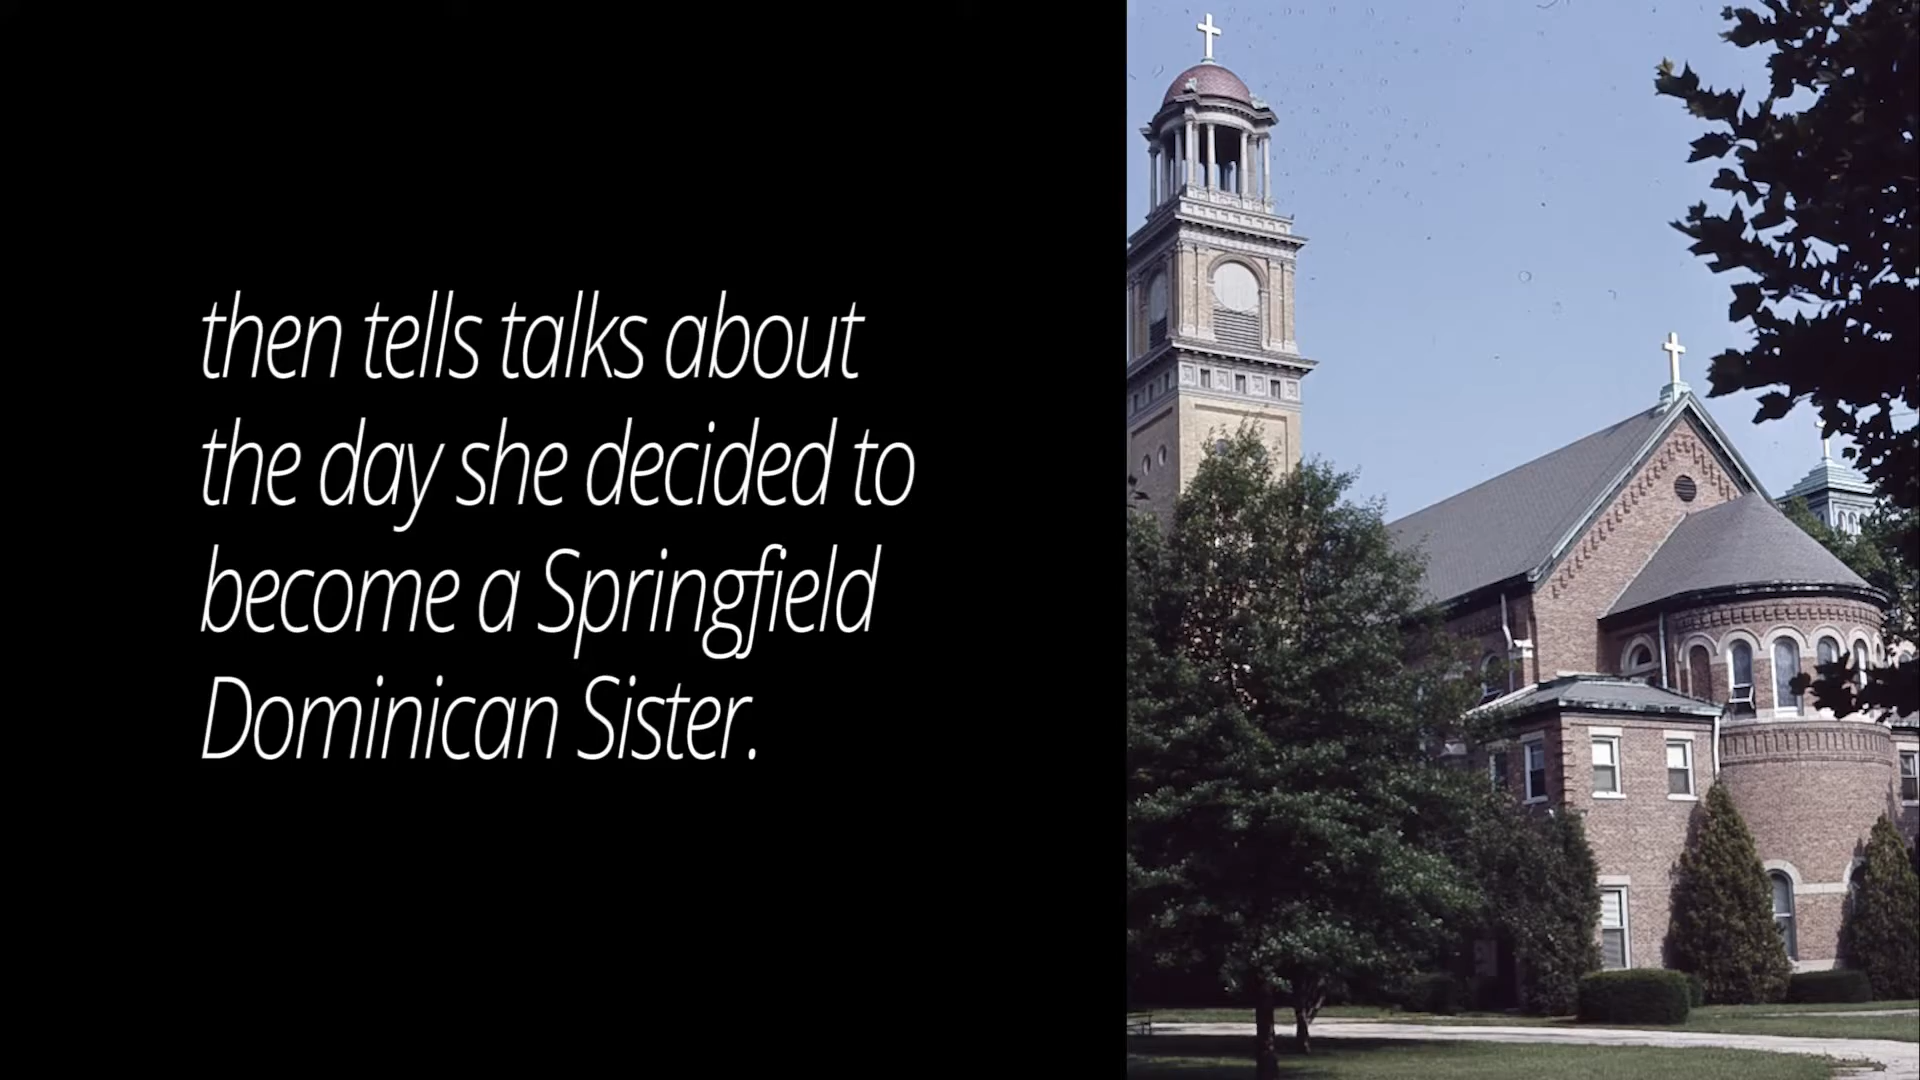 then tells talks about
the day she decided to
become a Springfield
Dominican Sister.